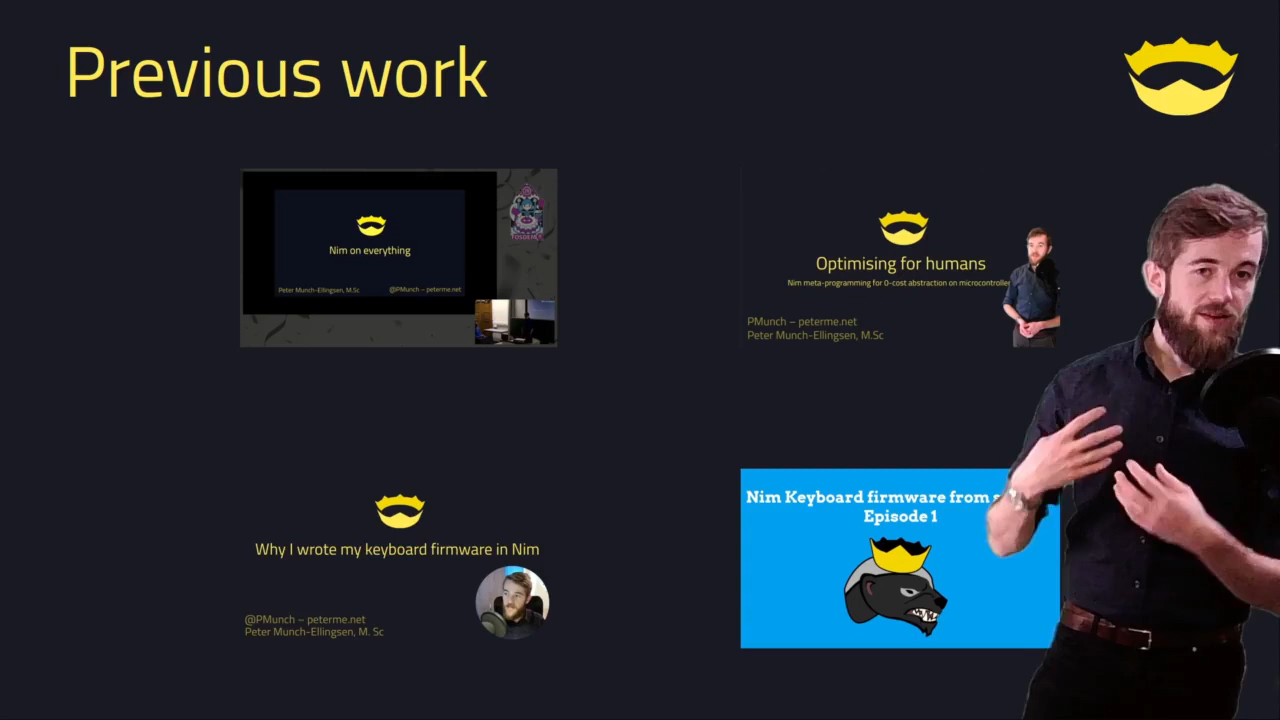 Previous work
Nim on everything
Peter Munch-Ellingsen, M.Sc
@PMunch – peterme.net
FOSDEM
Optimising for humans
Nim meta-programming for 0-cost abstraction on microcontroller
PMunch – peterme.net
Peter Munch-Ellingsen, M.Sc
Why I wrote my keyboard firmware in Nim
@PMunch – peterme.net
Peter Munch-Ellingsen, M. Sc
Nim Keyboard firmware from s
Episode 1